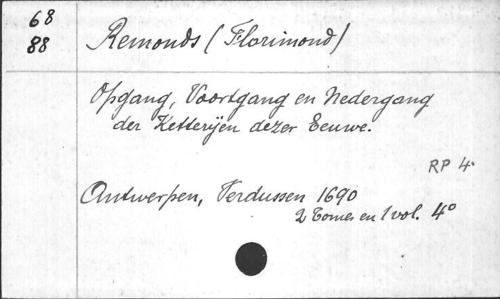 68
88
Remonds (Florimond)
Opgang, Voortgang en Nedergang
der Ketterijen dezer Eeuwe.
RP 4.
Antwerpen, Verdussen 1690
2 Tomes en 1 vol. 4°